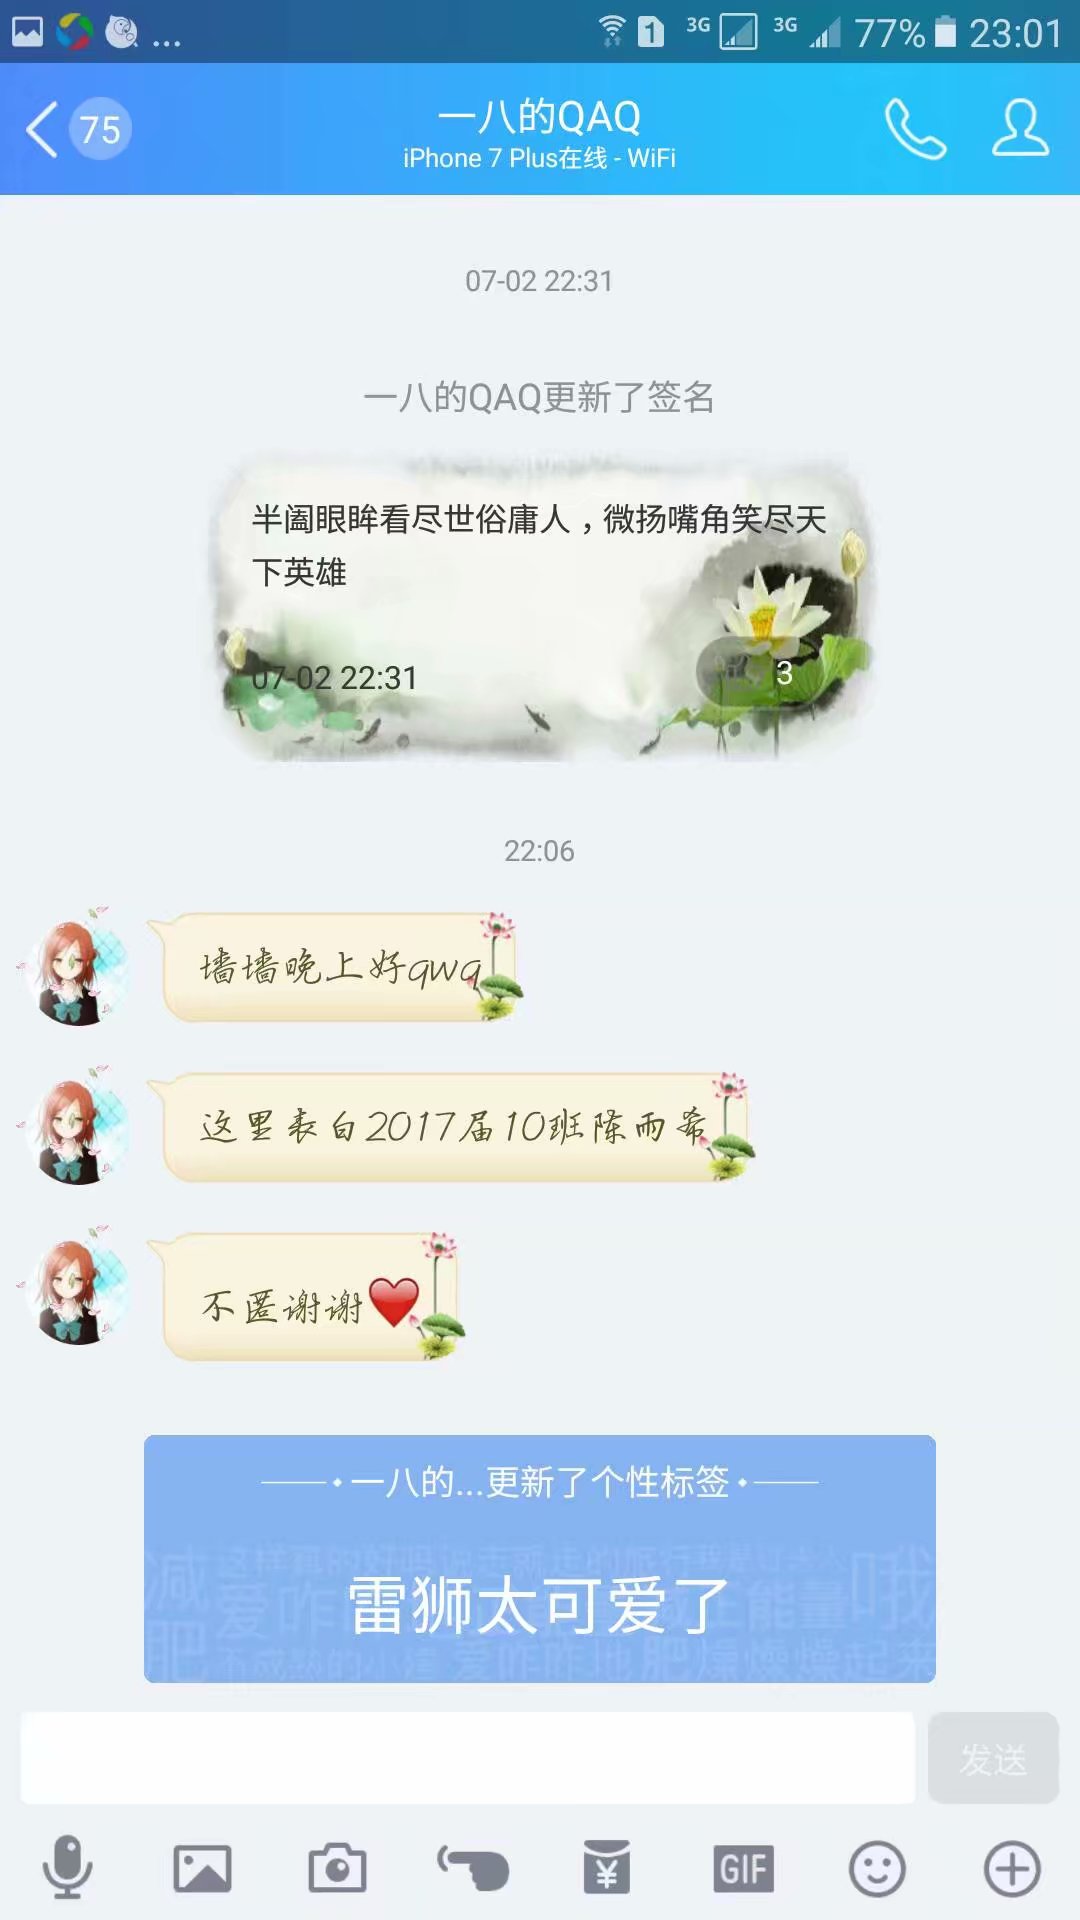 3G 3G 77% 23:01
75
一八的QAQ
iPhone 7 Plus在线 - WiFi
07-02 22:31
一八的QAQ更新了签名
半阖眼眸看尽世俗庸人，微扬嘴角笑尽天
下英雄
07-02 22:31
3
22:06
墙墙晚上好qwq
这里表白2017届10班陈雨希
不匿谢谢❤️
一八的...更新了个性标签
雷狮太可爱了
发送
GIF